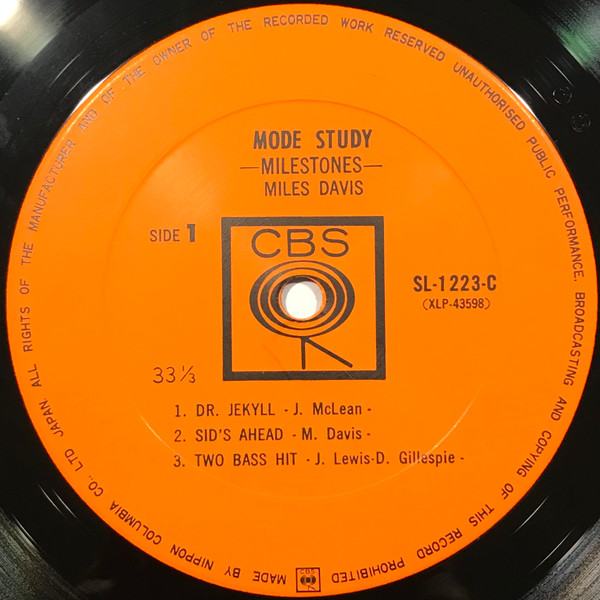 MODE STUDY
—MILESTONES—
MILES DAVIS
SIDE 1
CBS
SL-1223-C
(XLP-43598)
33⅓
1. DR. JEKYLL - J. McLean -
2. SID'S AHEAD - M. Davis -
3. TWO BASS HIT - J. Lewis-D. Gillespie -
MADE BY NIPPON COLUMBIA CO., LTD JAPAN ALL RIGHTS OF THE MANUFACTURER AND OF THE OWNER OF THE RECORDED WORK RESERVED UNAUTHORISED PUBLIC PERFORMANCE. BROADCASTING AND COPYING OF THIS RECORD PROHIBITED
CBS